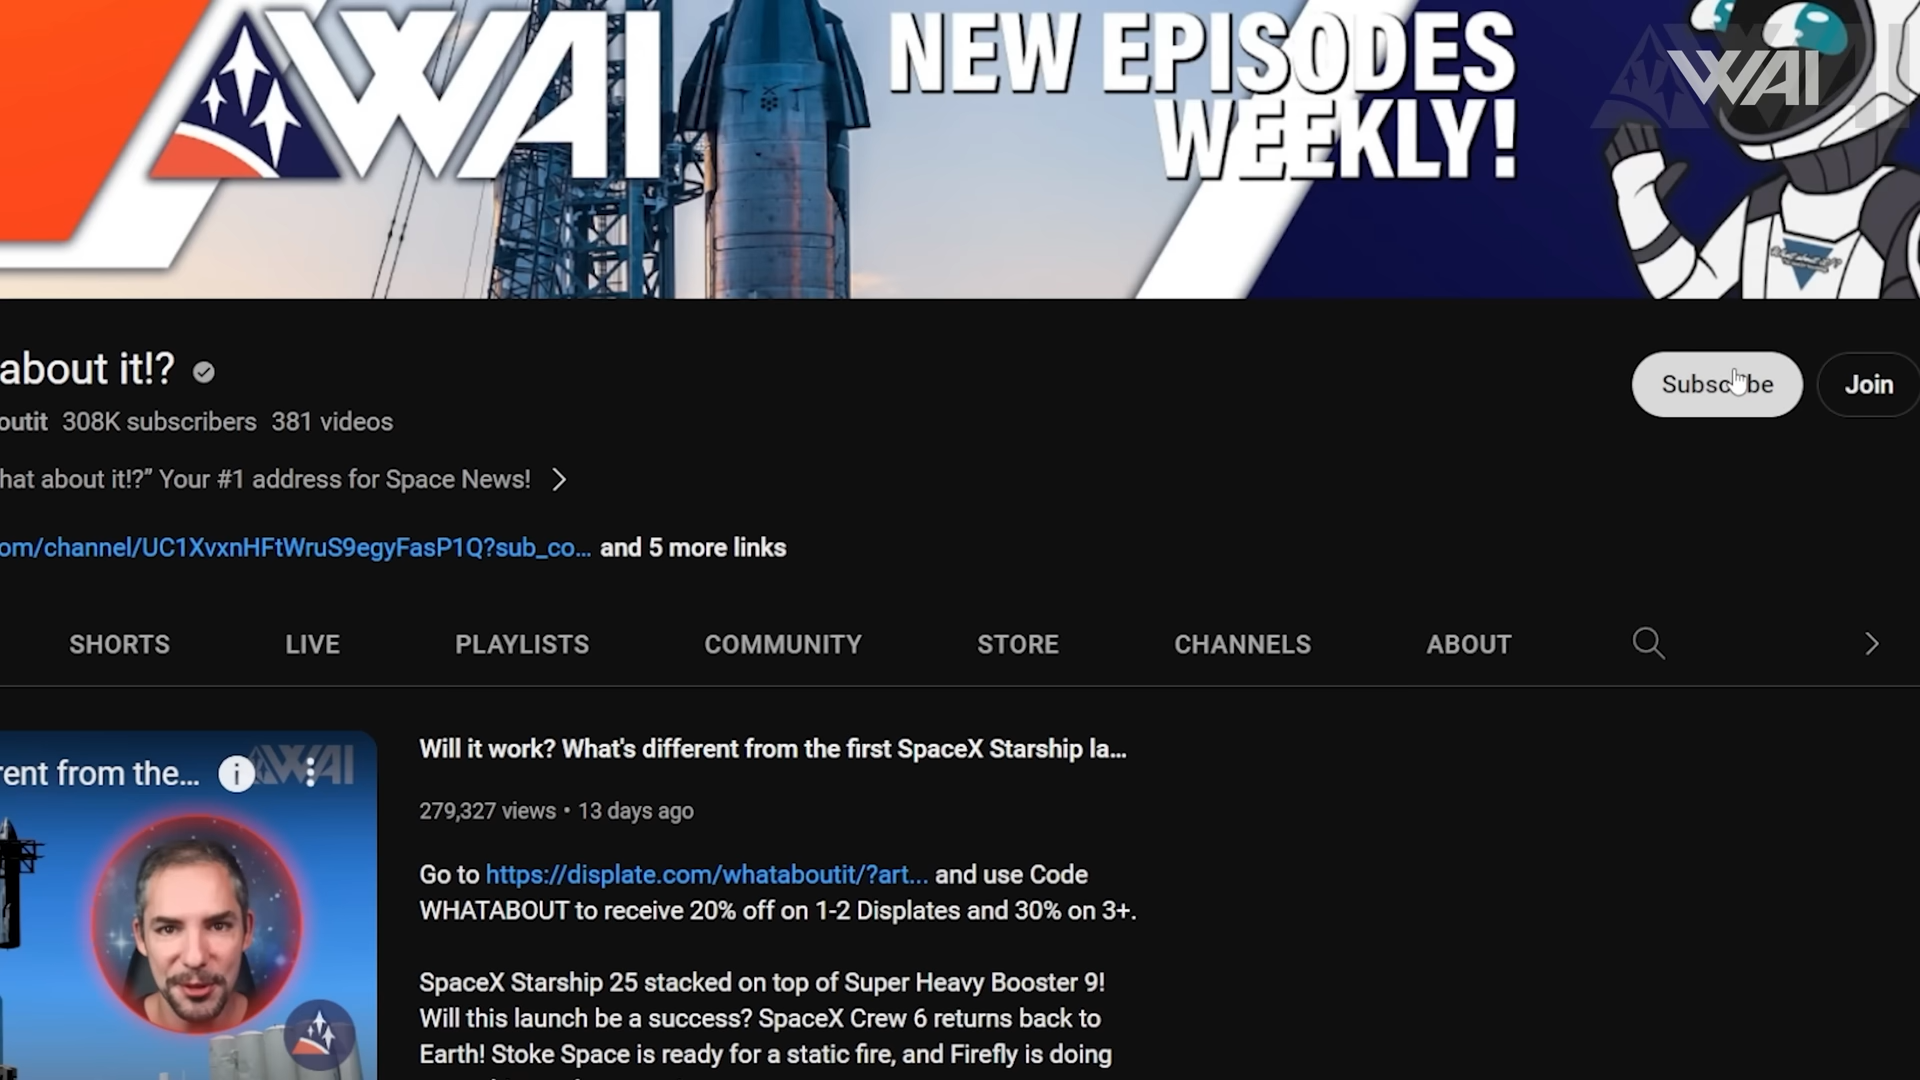 WAI
NEW EPISODES
WEEKLY!
WAI
about it!?
outit 308K subscribers 381 videos
hat about it!?” Your #1 address for Space News!
om/channel/UC1XvxnHFtWruS9egyFasP1Q?sub_co... and 5 more links
Subscribe
Join
SHORTS LIVE PLAYLISTS COMMUNITY STORE CHANNELS ABOUT
rent from the...
WAI
Will it work? What's different from the first SpaceX Starship la...
279,327 views • 13 days ago
Go to https://displate.com/whataboutit/?art... and use Code
WHATABOUT to receive 20% off on 1-2 Displates and 30% on 3+.
SpaceX Starship 25 stacked on top of Super Heavy Booster 9!
Will this launch be a success? SpaceX Crew 6 returns back to
Earth! Stoke Space is ready for a static fire, and Firefly is doing